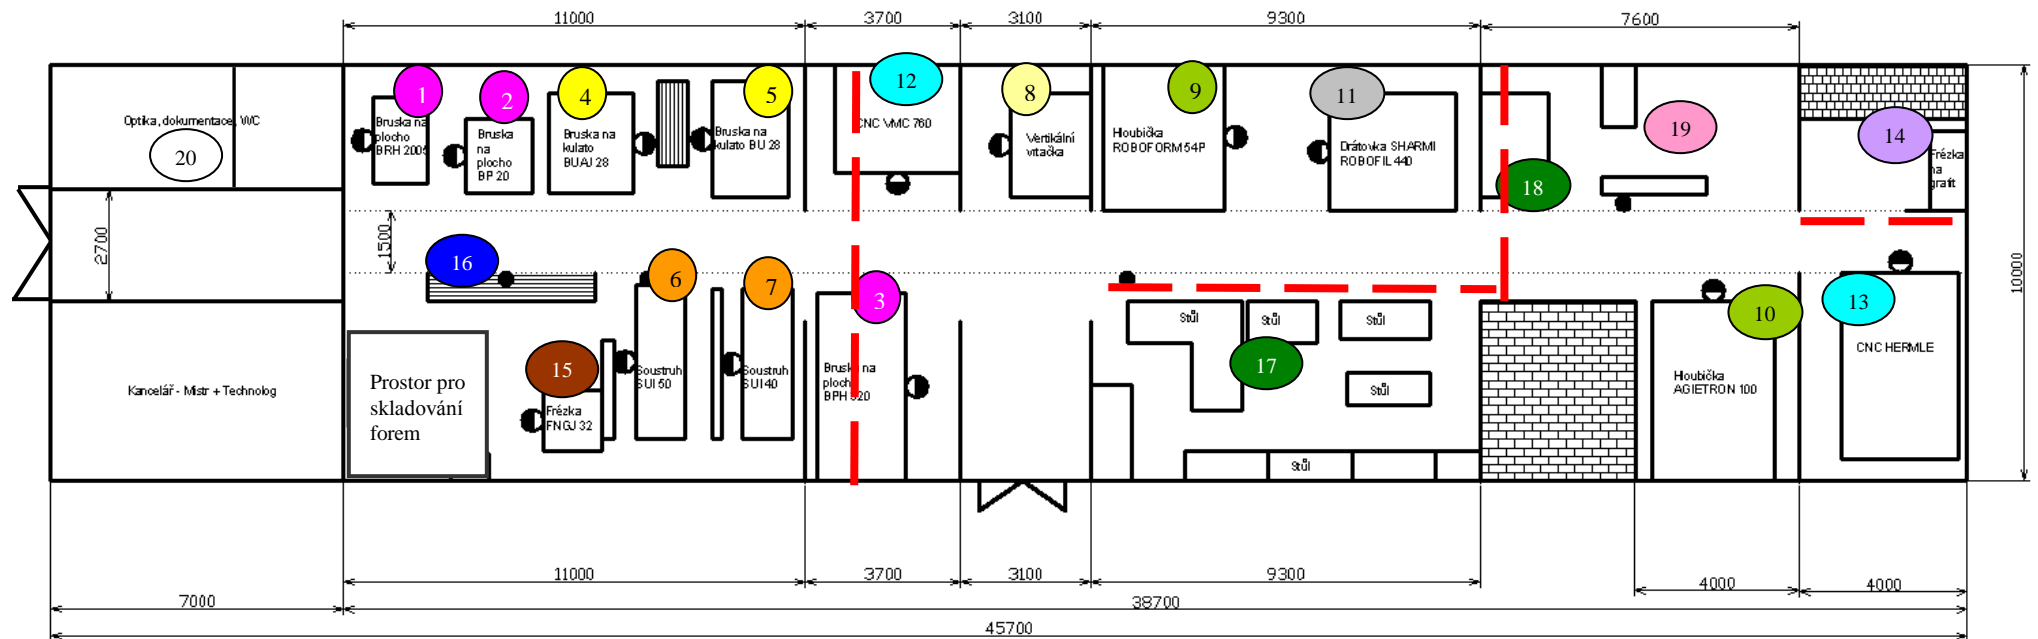 11000
3700
3100
9300
7600
1
2
4
5
12
8
9
11
19
14
20
18
Optika, dokumentace, WC
Bruska na
plocho
BRH 2005
Bruska
na
plocho
BP 20
Bruska na
kulato
BUAJ 28
Bruska na
kulato BU 28
CNC VMC 760
Vertikální
vrtačka
Hloubička
ROBOFORM 54P
Drátovka SHARMI
ROBOFIL 440
Frézka
na
grafit
2700
1500
10000
16
6
7
3
10
13
15
17
Kancelář - Mistr + Technolog
Prostor pro
skladování
forem
Frézka
FNGJ 32
Soustruh
SUI 50
Soustruh
SUI 40
Bruska na
plocho
BPH 320
Stůl
Stůl
Stůl
Stůl
Stůl
Hloubička
AGIETRON 100
CNC HERMLE
11000
3700
3100
9300
4000
4000
7000
38700
45700